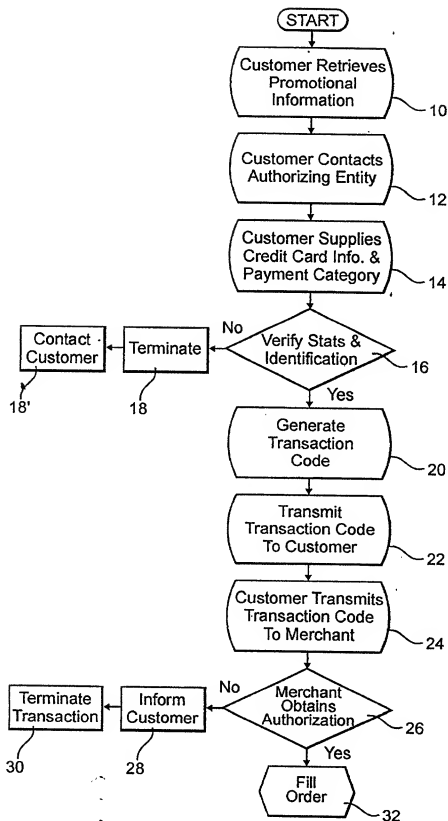 START
Customer Retrieves
Promotional
Information
10
Customer Contacts
Authorizing Entity
12
Customer Supplies
Credit Card Info. &
Payment Category
14
No
Verify Stats &
Identification
16
Terminate
18
Contact
Customer
18'
Yes
Generate
Transaction
Code
20
Transmit
Transaction Code
To Customer
22
Customer Transmits
Transaction Code
To Merchant
24
No
Merchant
Obtains
Authorization
26
Inform
Customer
28
Terminate
Transaction
30
Yes
Fill
Order
32